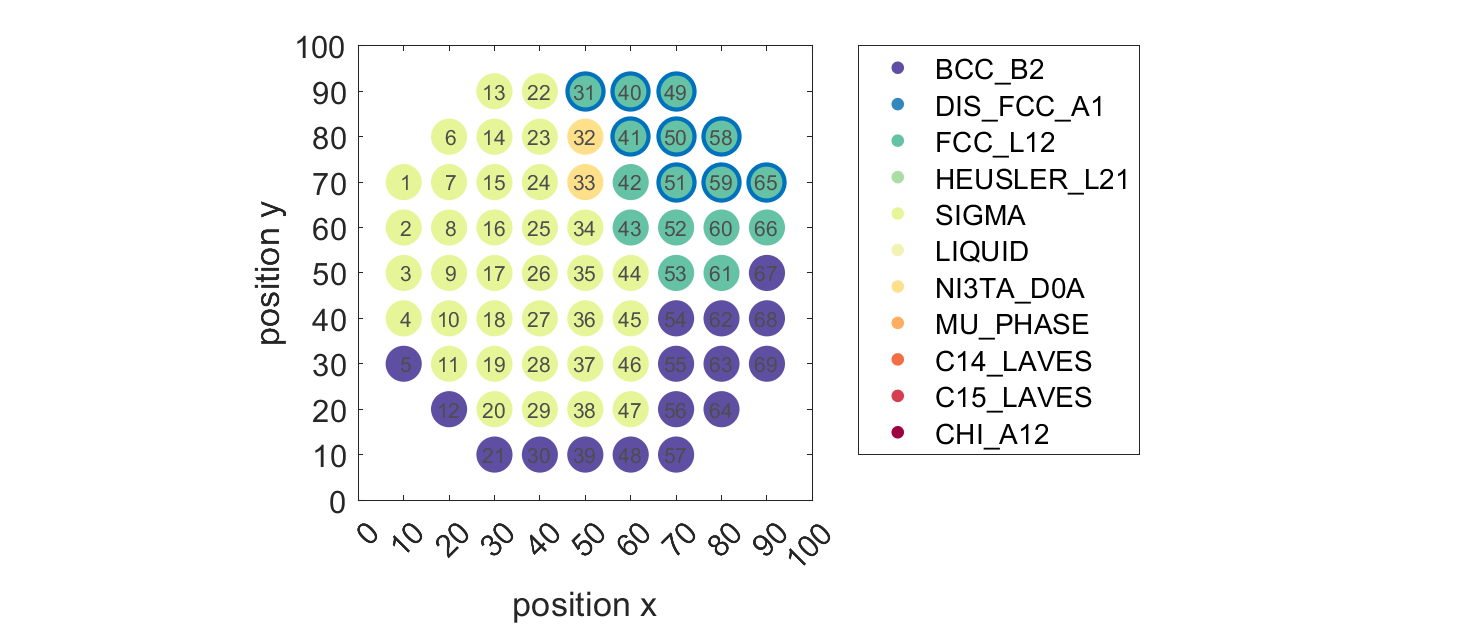 100
90
80
70
60
50
40
30
20
10
0
position y
13 22 31 40 49
6 14 23 32 41 50 58
1 7 15 24 33 42 51 59 65
2 8 16 25 34 43 52 60 66
3 9 17 26 35 44 53 61 67
4 10 18 27 36 45 54 62 68
5 11 19 28 37 46 55 63 69
12 20 29 38 47 56 64
21 30 39 48 57
0 10 20 30 40 50 60 70 80 90 100
position x
BCC_B2
DIS_FCC_A1
FCC_L12
HEUSLER_L21
SIGMA
LIQUID
NI3TA_D0A
MU_PHASE
C14_LAVES
C15_LAVES
CHI_A12